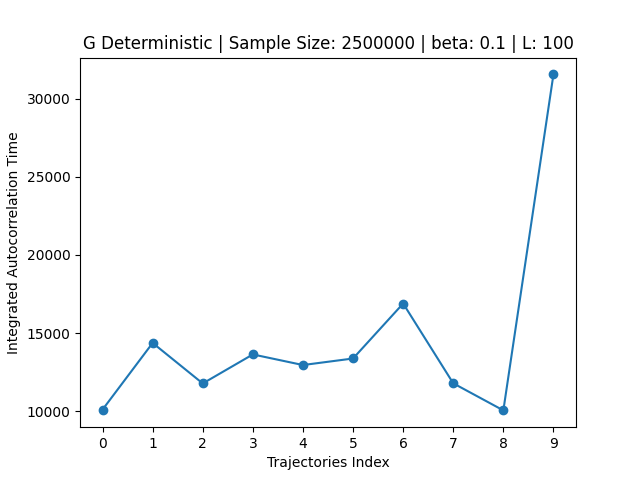 G Deterministic | Sample Size: 2500000 | beta: 0.1 | L: 100
Integrated Autocorrelation Time
30000
25000
20000
15000
10000
0 1 2 3 4 5 6 7 8 9
Trajectories Index